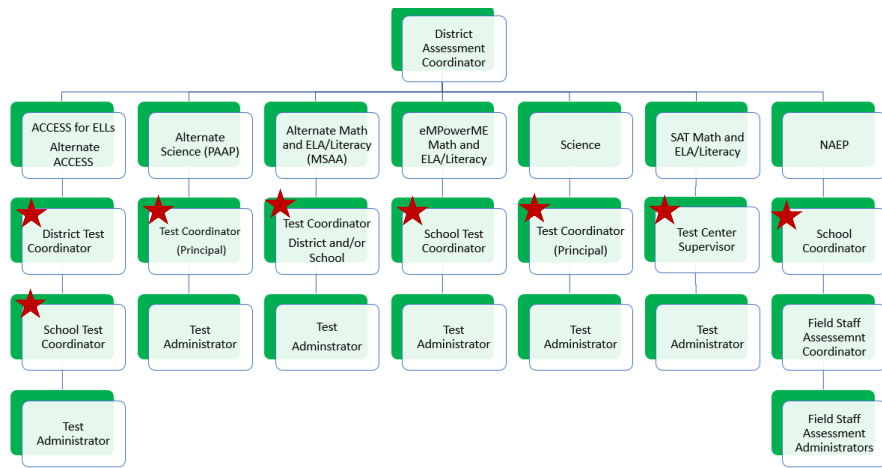 District
Assessment
Coordinator
ACCESS for ELLs
Alternate
ACCESS
Alternate
Science (PAAP)
Alternate Math
and ELA/Literacy
(MSAA)
eMPowerME
Math and
ELA/Literacy
Science
SAT Math and
ELA/Literacy
NAEP
District Test
Coordinator
Test Coordinator
(Principal)
Test Coordinator
District and/or
School
School Test
Coordinator
Test Coordinator
(Principal)
Test Center
Supervisor
School
Coordinator
School Test
Coordinator
Test
Administrator
Test
Adminstrator
Test
Administrator
Test
Administrator
Test
Administrator
Field Staff
Assessemnt
Coordinator
Test
Administrator
Field Staff
Assessment
Administrators